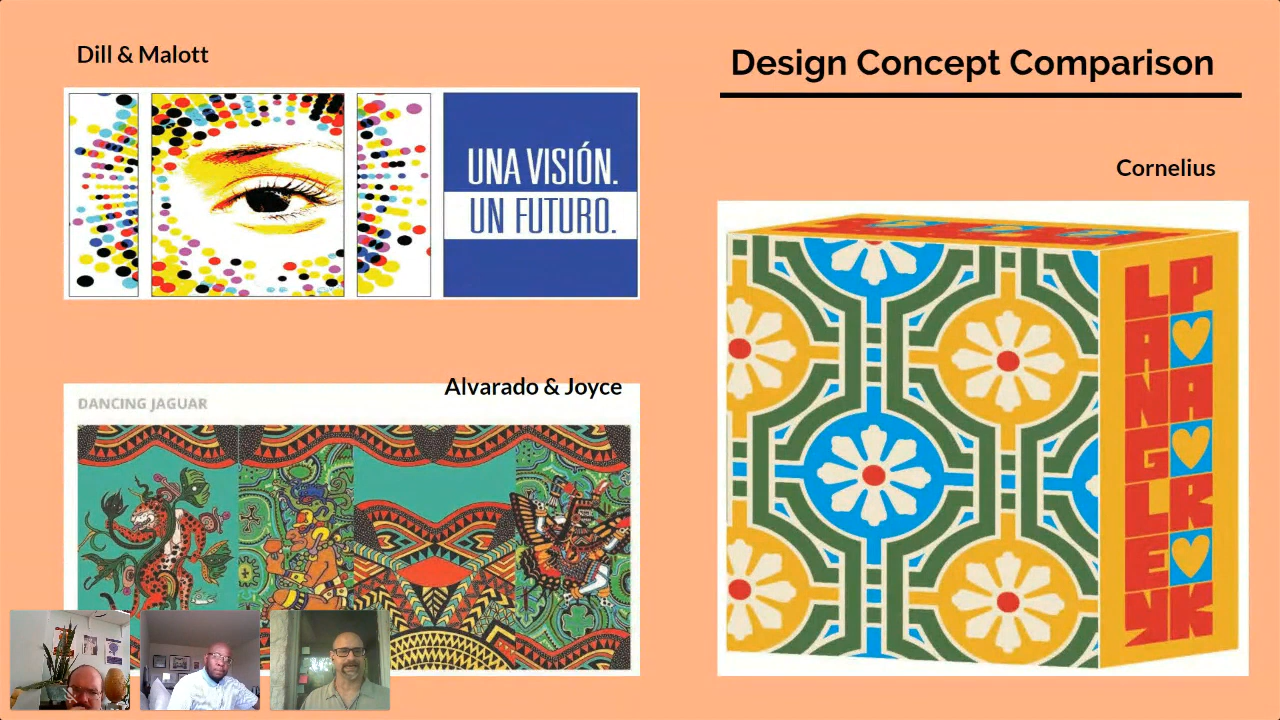 Dill & Malott
Design Concept Comparison
UNA VISIÓN.
UN FUTURO.
Cornelius
Alvarado & Joyce
DANCING JAGUAR
LANGLEY
PARK